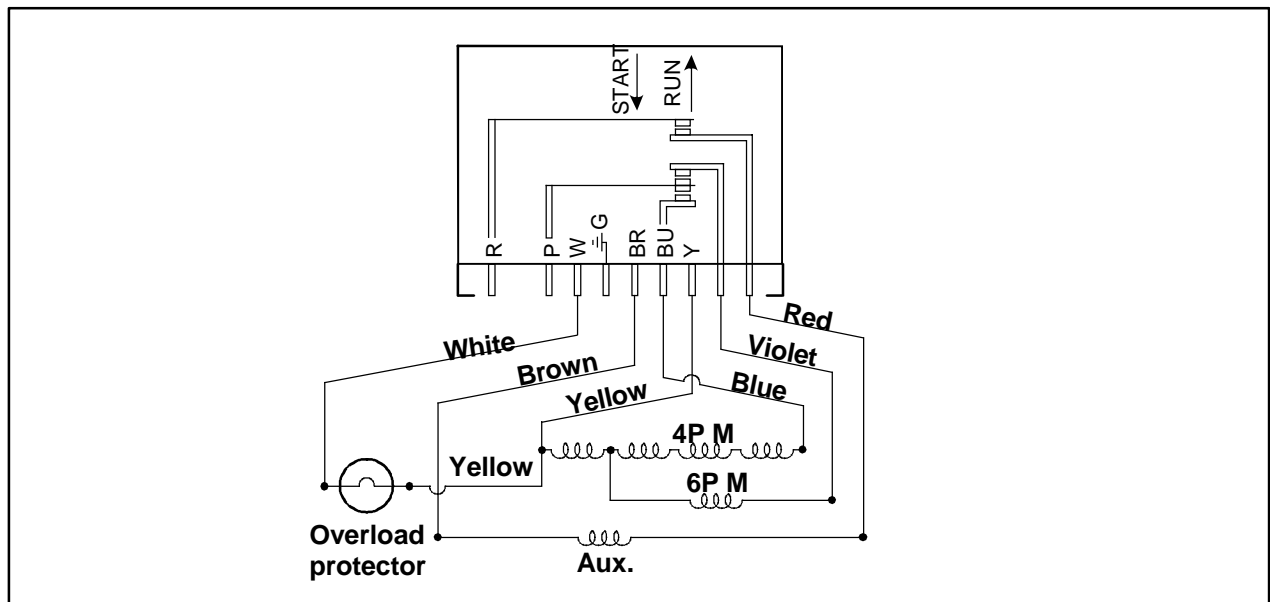 START
RUN
R
P
W
G
BR
BU
Y
Red
White
Violet
Brown
Blue
Yellow
4P M
Yellow
6P M
Overload
protector
Aux.